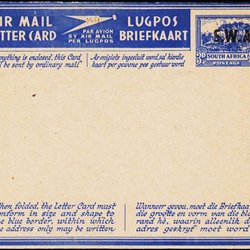 AIR MAIL LUGPOS
LETTER CARD BRIEFKAART
PAR AVION
BY AIR MAIL
PER LUGPOS
S.W.A
SOUTH AFRICA
anything is enclosed, this Card
be sent by ordinary mail"
"As enigiets ingesluit word, sal hierdie
kaart per gewone pos gestuur word
When folded, the Letter Card must
conform in size and shape to
the blue border, within which
address only may be written
Wanneer gevou, moet die Briefkaart
die grootte en vorm van die blou
rand hê, waarin alleenlik die
adres geskryf moet word